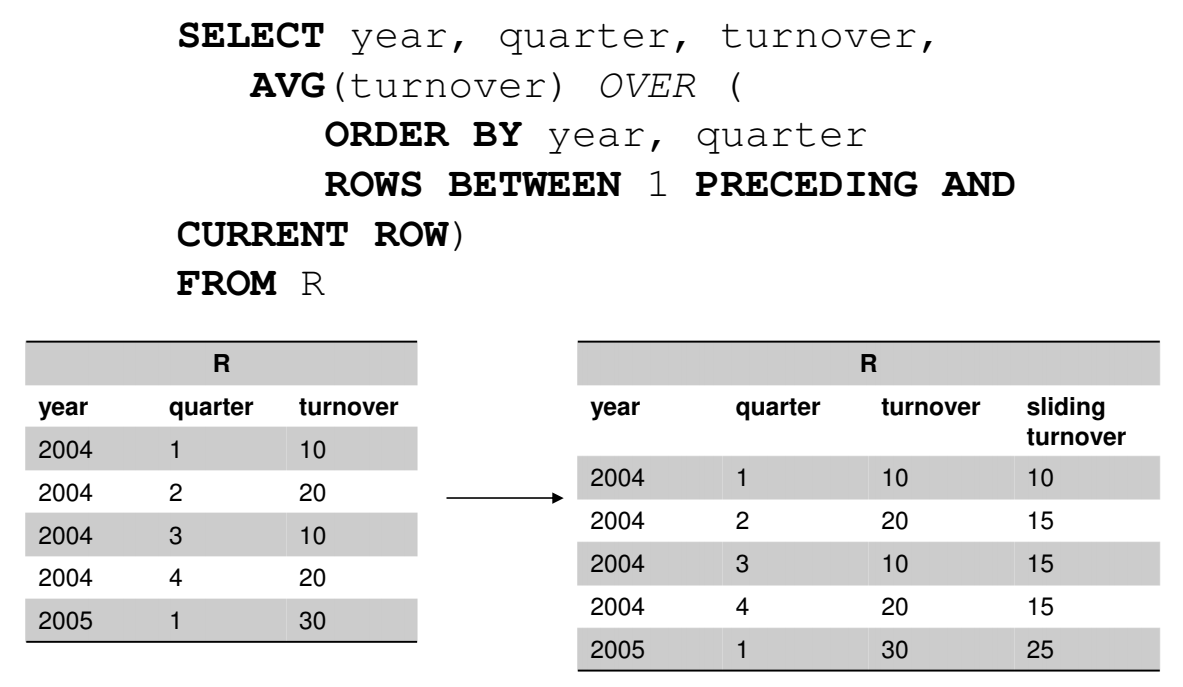 SELECT year, quarter, turnover,
AVG(turnover) OVER (
ORDER BY year, quarter
ROWS BETWEEN 1 PRECEDING AND
CURRENT ROW)
FROM R
R
year quarter turnover
2004 1 10
2004 2 20
2004 3 10
2004 4 20
2005 1 30
R
year quarter turnover sliding
turnover
2004 1 10 10
2004 2 20 15
2004 3 10 15
2004 4 20 15
2005 1 30 25